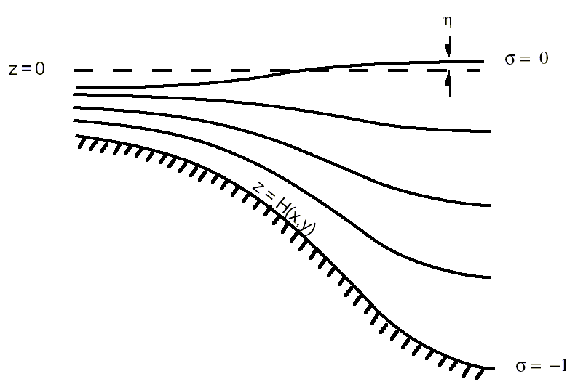 η
z=0
σ= 0
z = H(x,y)
σ = -1